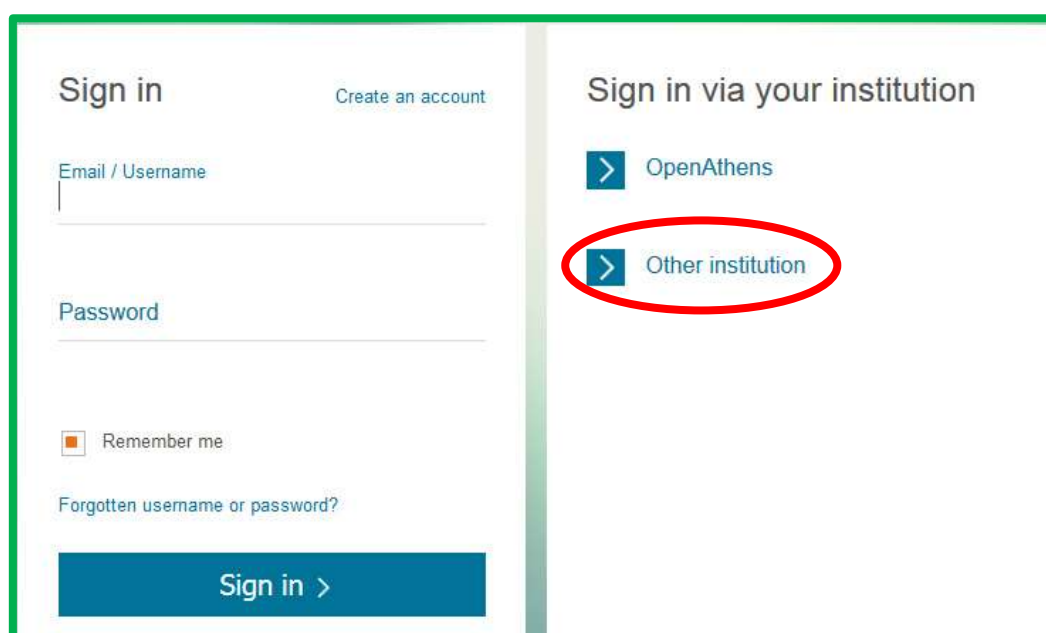 Sign in
Create an account
Email / Username
Password
Remember me
Forgotten username or password?
Sign in >
Sign in via your institution
OpenAthens
Other institution